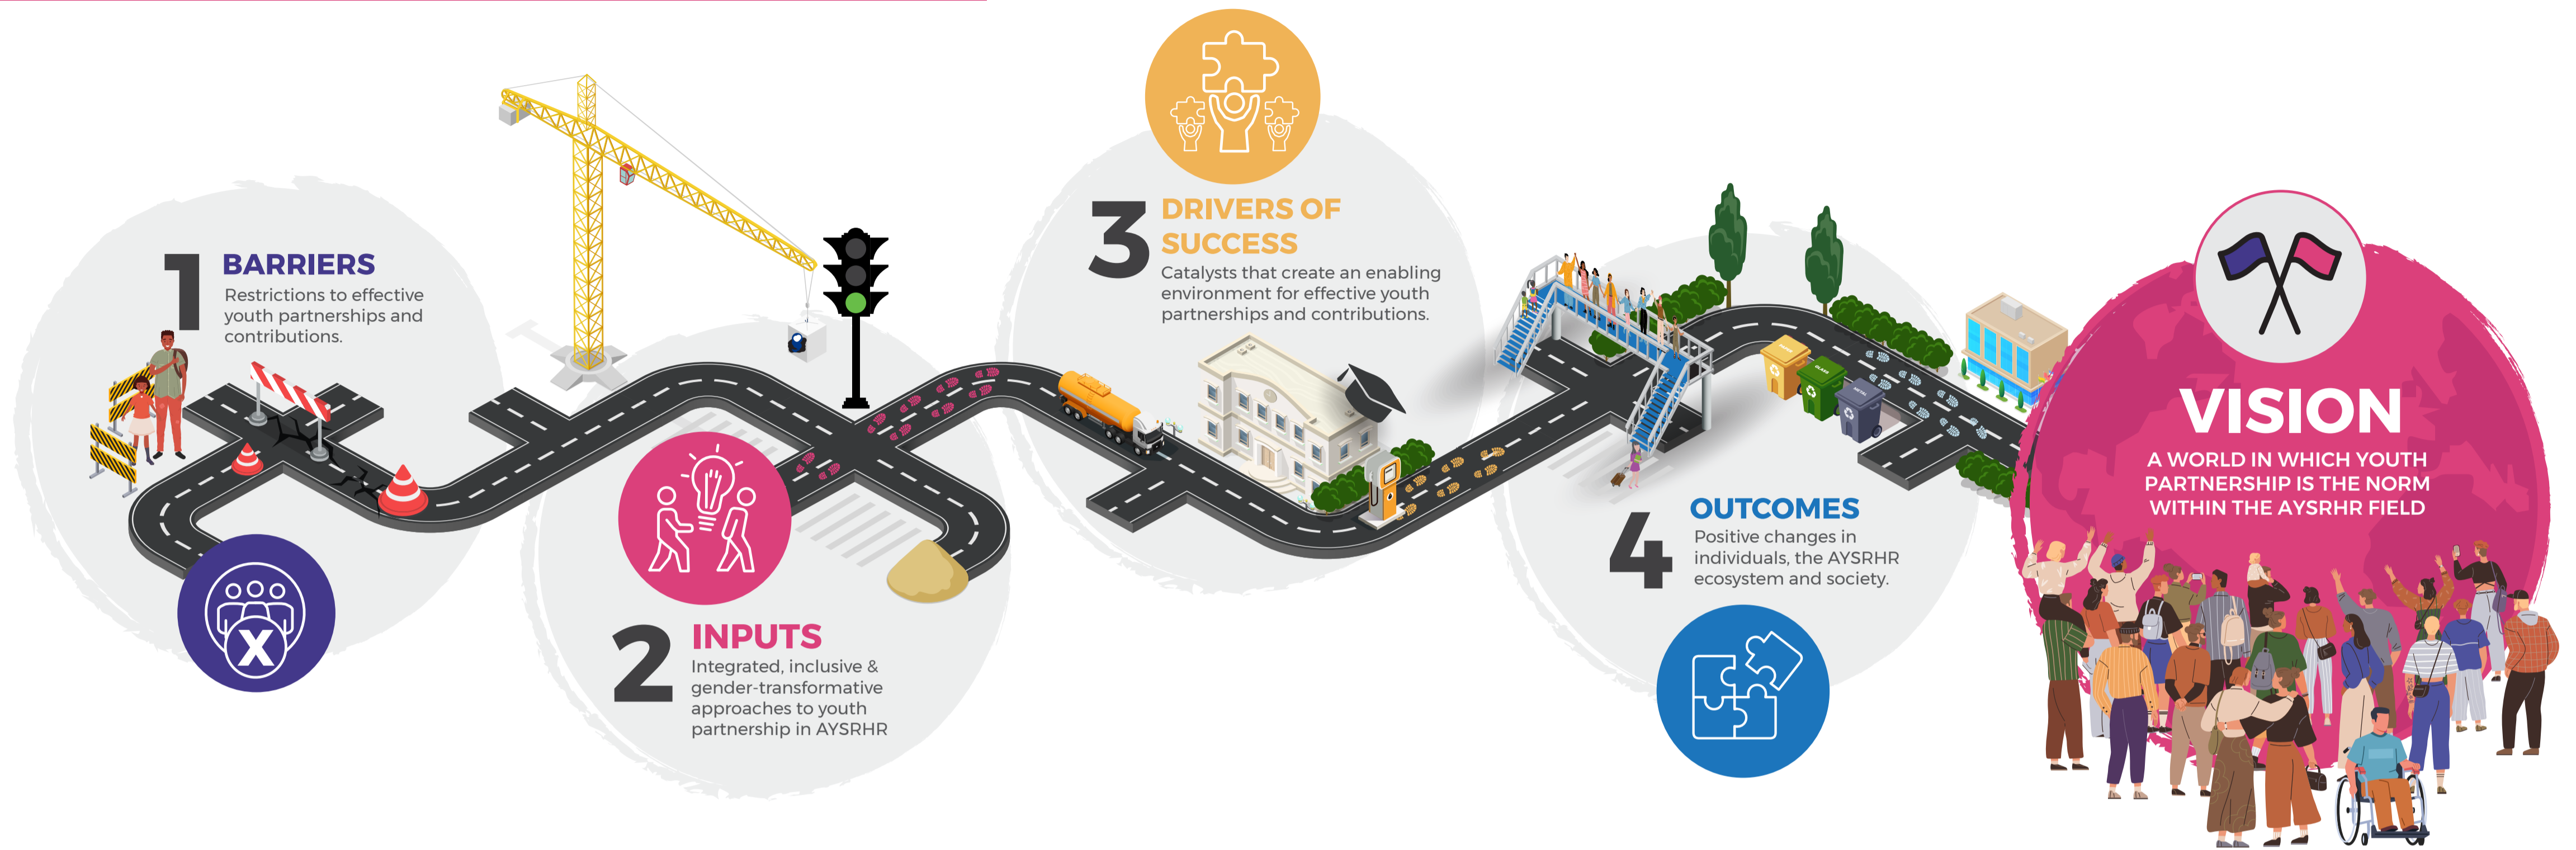 1
BARRIERS
Restrictions to effective
youth partnerships and
contributions.
X
2
INPUTS
Integrated, inclusive &
gender-transformative
approaches to youth
partnership in AYSRHR
3
DRIVERS OF
SUCCESS
Catalysts that create an enabling
environment for effective youth
partnerships and contributions.
4
OUTCOMES
Positive changes in
individuals, the AYSRHR
ecosystem and society.
GLASS
VISION
A WORLD IN WHICH YOUTH
PARTNERSHIP IS THE NORM
WITHIN THE AYSRHR FIELD